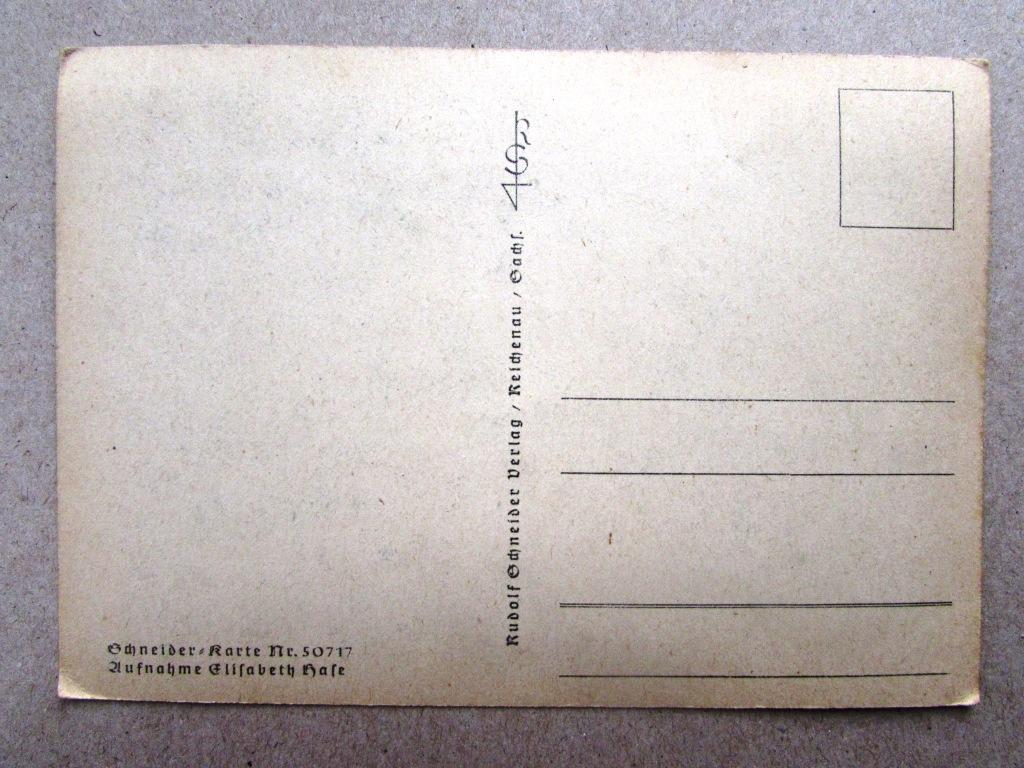 Rudolf Schneider Verlag / Reichenau / Sachſ.
Schneider-Karte Nr. 50717
Aufnahme Eliſabeth Haſe